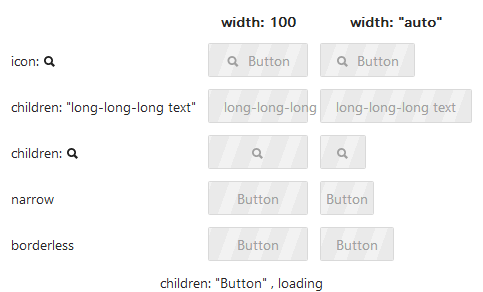 width: 100 width: "auto"
icon: Button Button
children: "long-long-long text" long-long-long long-long-long text
children:
narrow Button Button
borderless Button Button
children: "Button" , loading